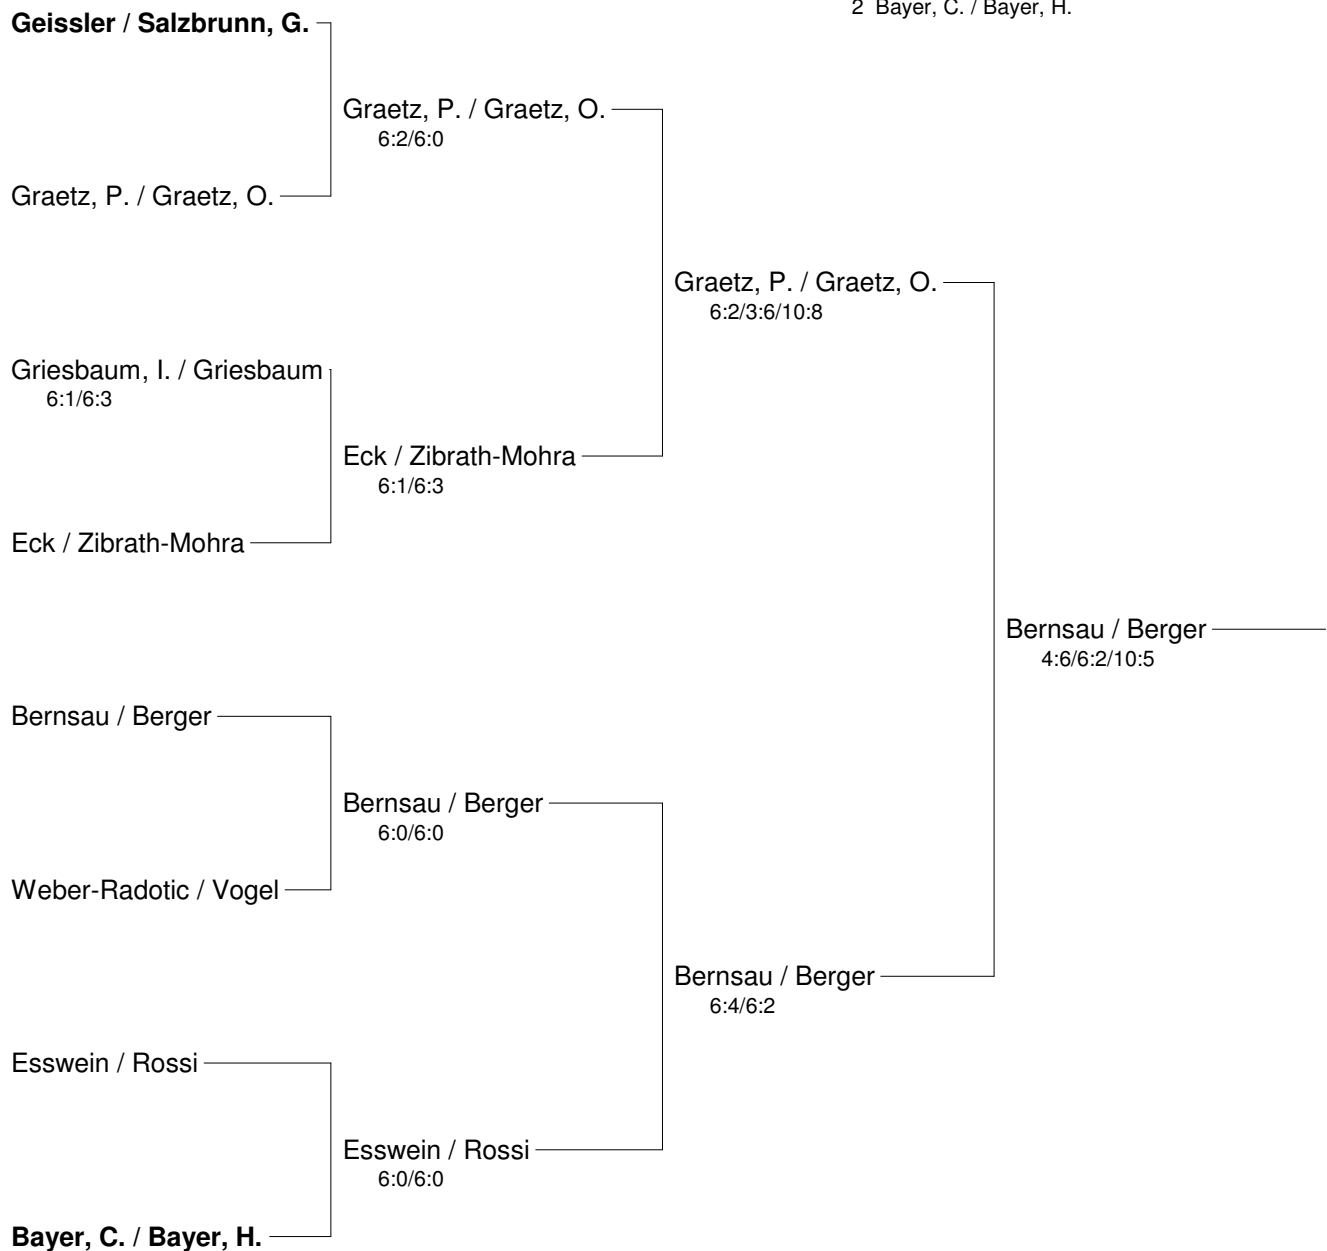 2 Bayer, C. / Bayer, H.
Geissler / Salzbrunn, G.
Graetz, P. / Graetz, O.
6:2/6:0
Graetz, P. / Graetz, O.
Graetz, P. / Graetz, O.
6:2/3:6/10:8
Griesbaum, I. / Griesbaum
6:1/6:3
Eck / Zibrath-Mohra
6:1/6:3
Eck / Zibrath-Mohra
Bernsau / Berger
4:6/6:2/10:5
Bernsau / Berger
Bernsau / Berger
6:0/6:0
Weber-Radotic / Vogel
Bernsau / Berger
6:4/6:2
Esswein / Rossi
Esswein / Rossi
6:0/6:0
Bayer, C. / Bayer, H.